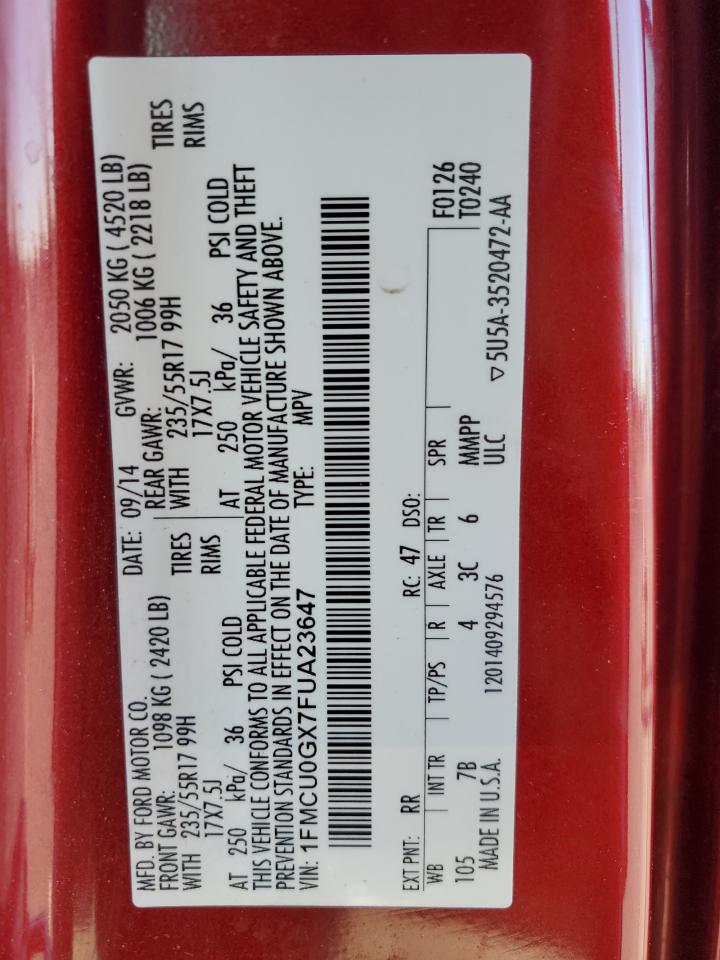 MFD. BY FORD MOTOR CO. DATE: 09/14 GVWR: 2050 KG ( 4520 LB)
FRONT GAWR: 1098 KG ( 2420 LB) REAR GAWR: 1006 KG ( 2218 LB)
WITH 235/55R17 99H TIRES WITH 235/55R17 99H TIRES
17X7.5J RIMS 17X7.5J RIMS
AT 250 kPa/ 36 PSI COLD AT 250 kPa/ 36 PSI COLD
THIS VEHICLE CONFORMS TO ALL APPLICABLE FEDERAL MOTOR VEHICLE SAFETY AND THEFT
PREVENTION STANDARDS IN EFFECT ON THE DATE OF MANUFACTURE SHOWN ABOVE.
VIN: 1FMCU0GX7FUA23647 TYPE: MPV
EXT PNT: RR RC: 47 DSO: F0126
WB INT TR TP/PS R AXLE TR SPR T0240
105 7B 4 3C 6 MMPP
MADE IN U.S.A. 1201409294576 ULC ▽5U5A-3520472-AA